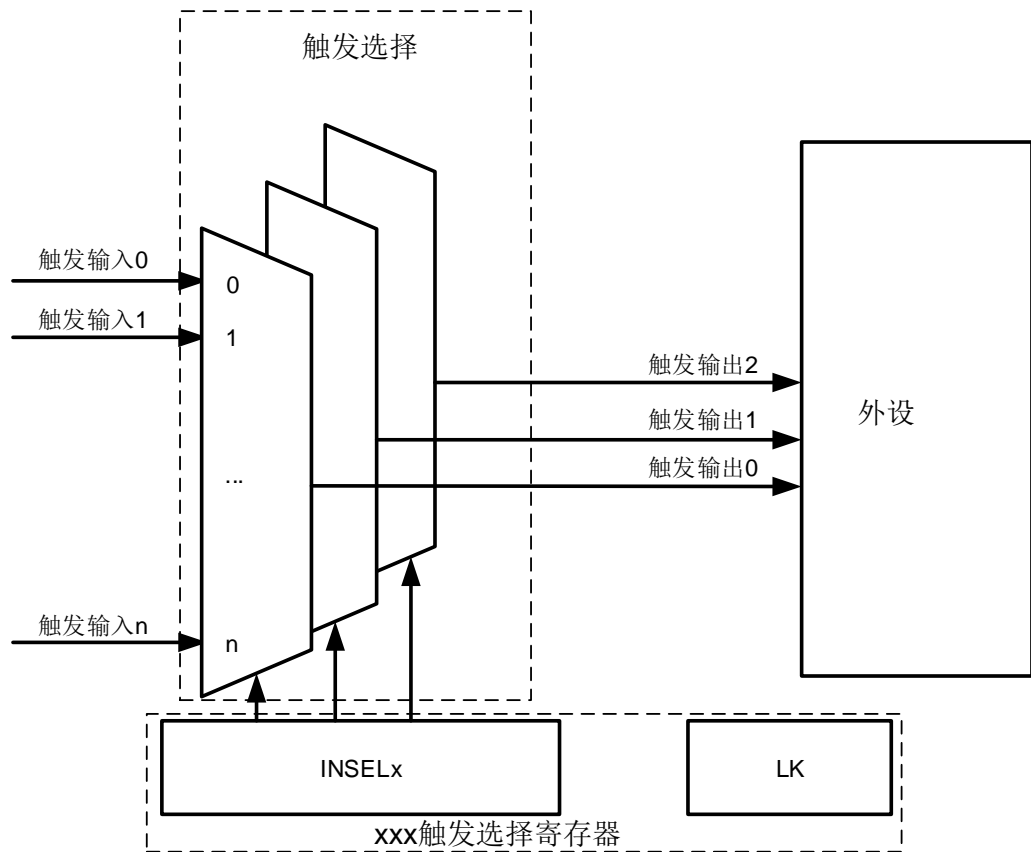 触发选择
触发输入0
0
触发输入1
1
触发输出2
触发输出1
外设
触发输出0
...
触发输入n
n
INSELx
LK
xxx触发选择寄存器